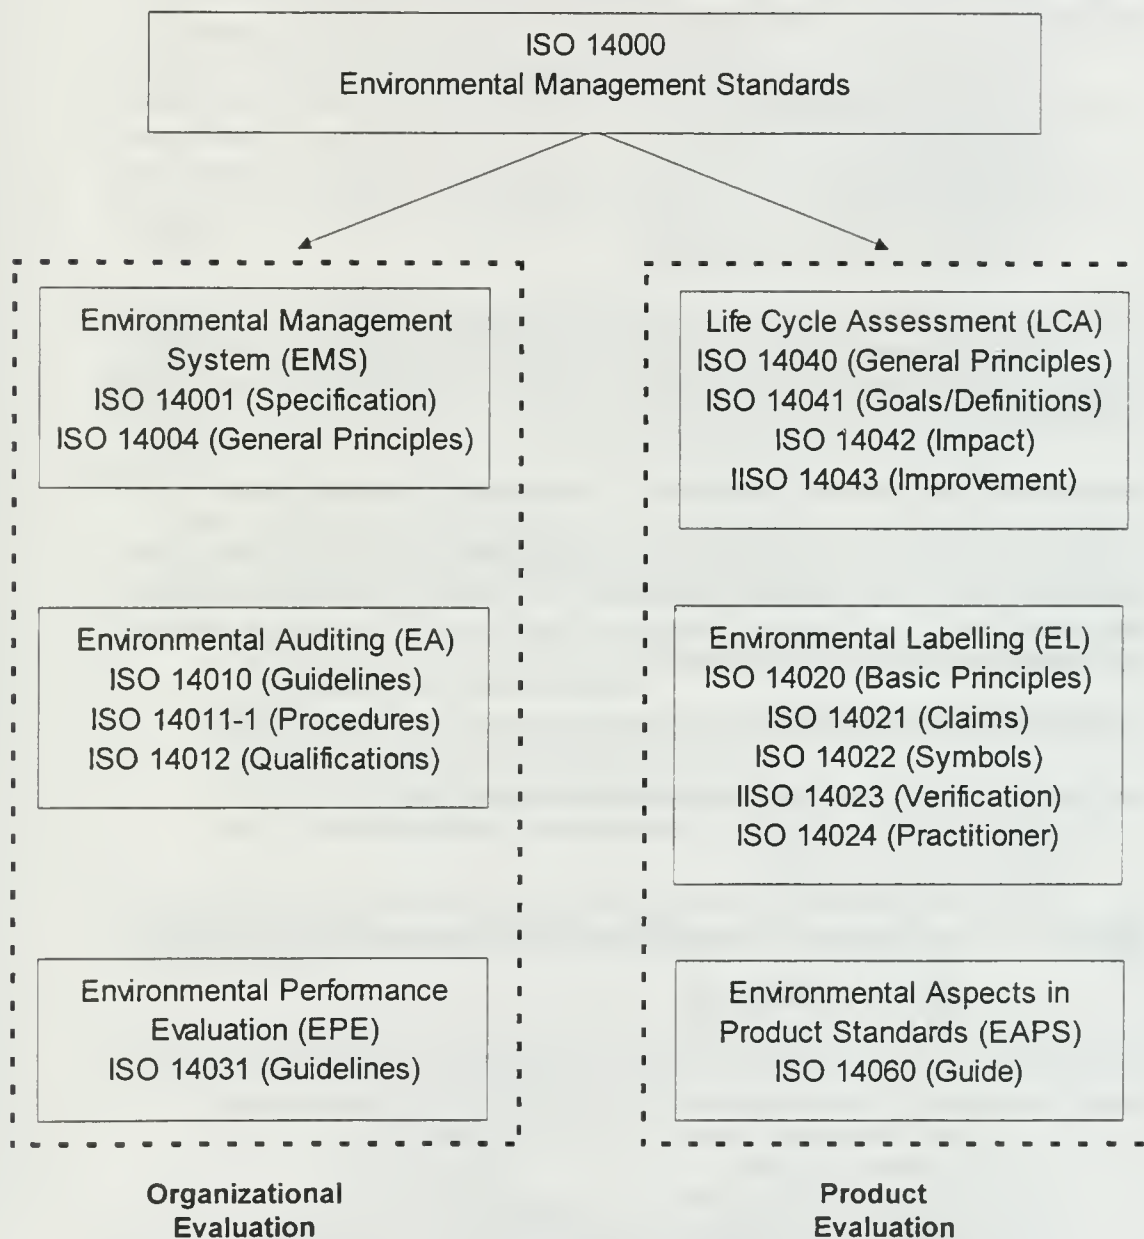 ISO 14000
Environmental Management Standards
Environmental Management
System (EMS)
ISO 14001 (Specification)
ISO 14004 (General Principles)
Environmental Auditing (EA)
ISO 14010 (Guidelines)
ISO 14011-1 (Procedures)
ISO 14012 (Qualifications)
Environmental Performance
Evaluation (EPE)
ISO 14031 (Guidelines)
Organizational
Evaluation
Life Cycle Assessment (LCA)
ISO 14040 (General Principles)
ISO 14041 (Goals/Definitions)
ISO 14042 (Impact)
IISO 14043 (Improvement)
Environmental Labelling (EL)
ISO 14020 (Basic Principles)
ISO 14021 (Claims)
ISO 14022 (Symbols)
IISO 14023 (Verification)
ISO 14024 (Practitioner)
Environmental Aspects in
Product Standards (EAPS)
ISO 14060 (Guide)
Product
Evaluation